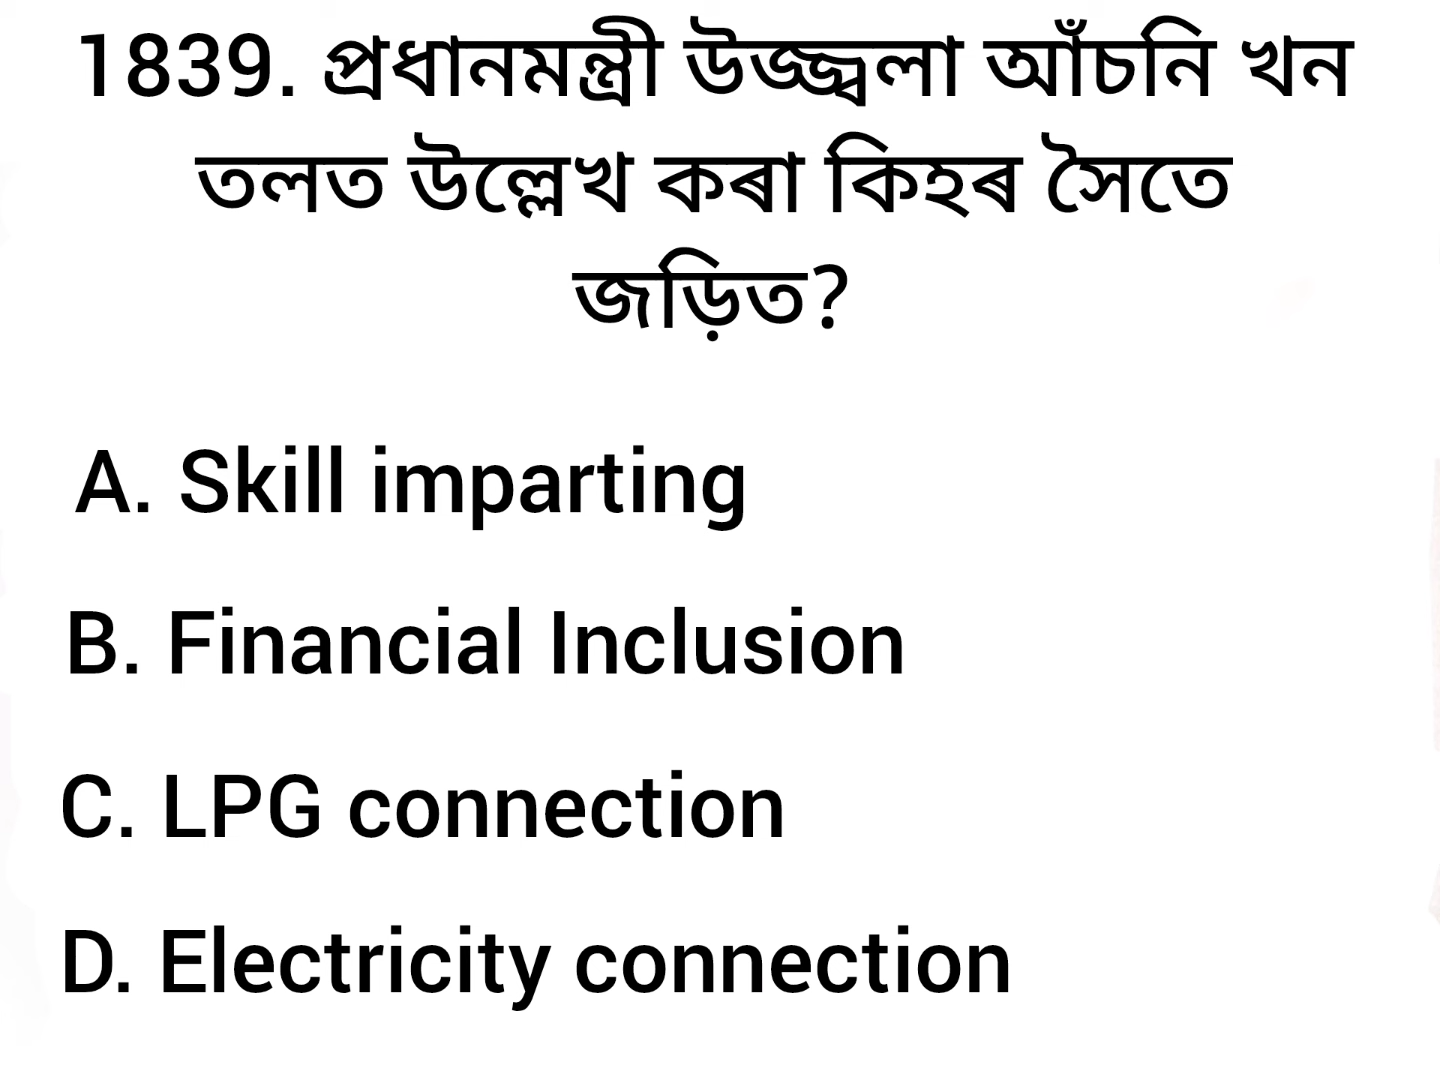 1839. প্ৰধানমন্ত্ৰী উজ্জ্বলা আঁচনি খন
তলত উল্লেখ কৰা কিহৰ সৈতে
জড়িত?
A. Skill imparting
B. Financial Inclusion
C. LPG connection
D. Electricity connection